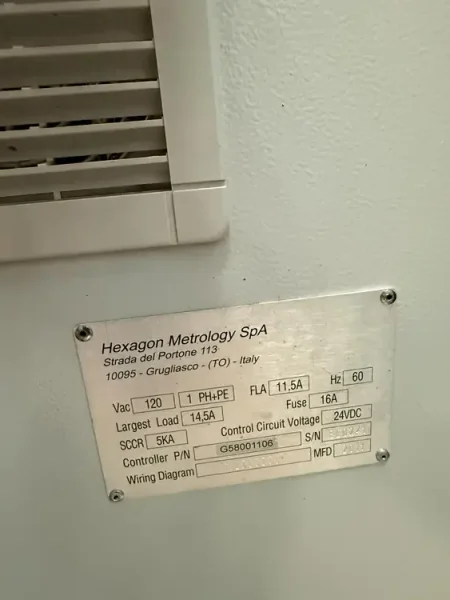 Hexagon Metrology SpA
Strada del Portone 113
10095 - Grugliasco - (TO) - Italy
Vac 120 1 PH+PE FLA 11,5A Hz 60
Largest Load 14,5A Fuse 16A
SCCR 5KA Control Circuit Voltage 24VDC
Controller P/N G58001106 S/N
Wiring Diagram MFD